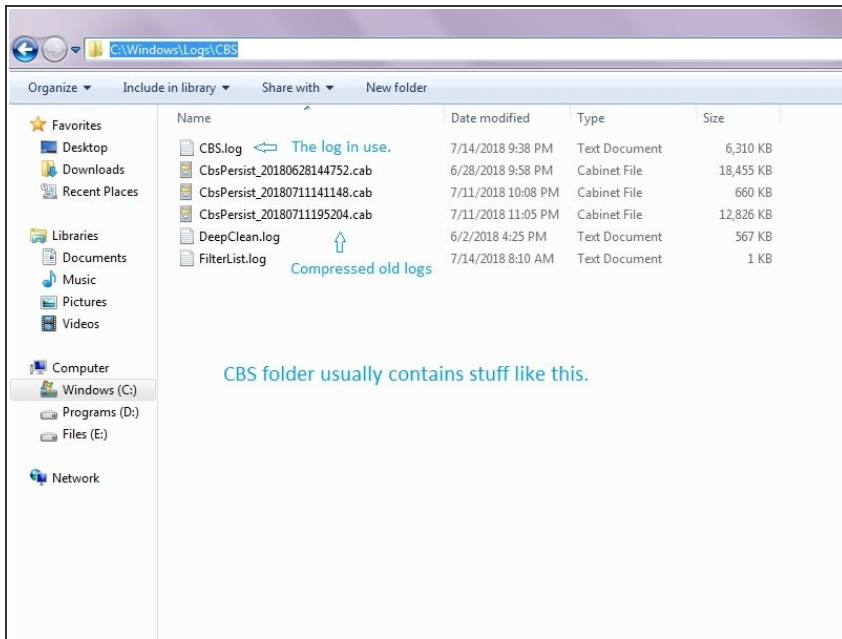 C:\Windows\Logs\CBS
Organize Include in library Share with New folder
Favorites
Desktop
Downloads
Recent Places
Libraries
Documents
Music
Pictures
Videos
Computer
Windows (C:)
Programs (D:)
Files (E:)
Network
Name Date modified Type Size
CBS.log The log in use. 7/14/2018 9:38 PM Text Document 6,310 KB
CbsPersist_20180628144752.cab 6/28/2018 9:58 PM Cabinet File 18,455 KB
CbsPersist_20180711141148.cab 7/11/2018 10:08 PM Cabinet File 660 KB
CbsPersist_20180711195204.cab 7/11/2018 11:05 PM Cabinet File 12,826 KB
DeepClean.log 6/2/2018 4:25 PM Text Document 567 KB
FilterList.log 7/14/2018 8:10 AM Text Document 1 KB
Compressed old logs
CBS folder usually contains stuff like this.